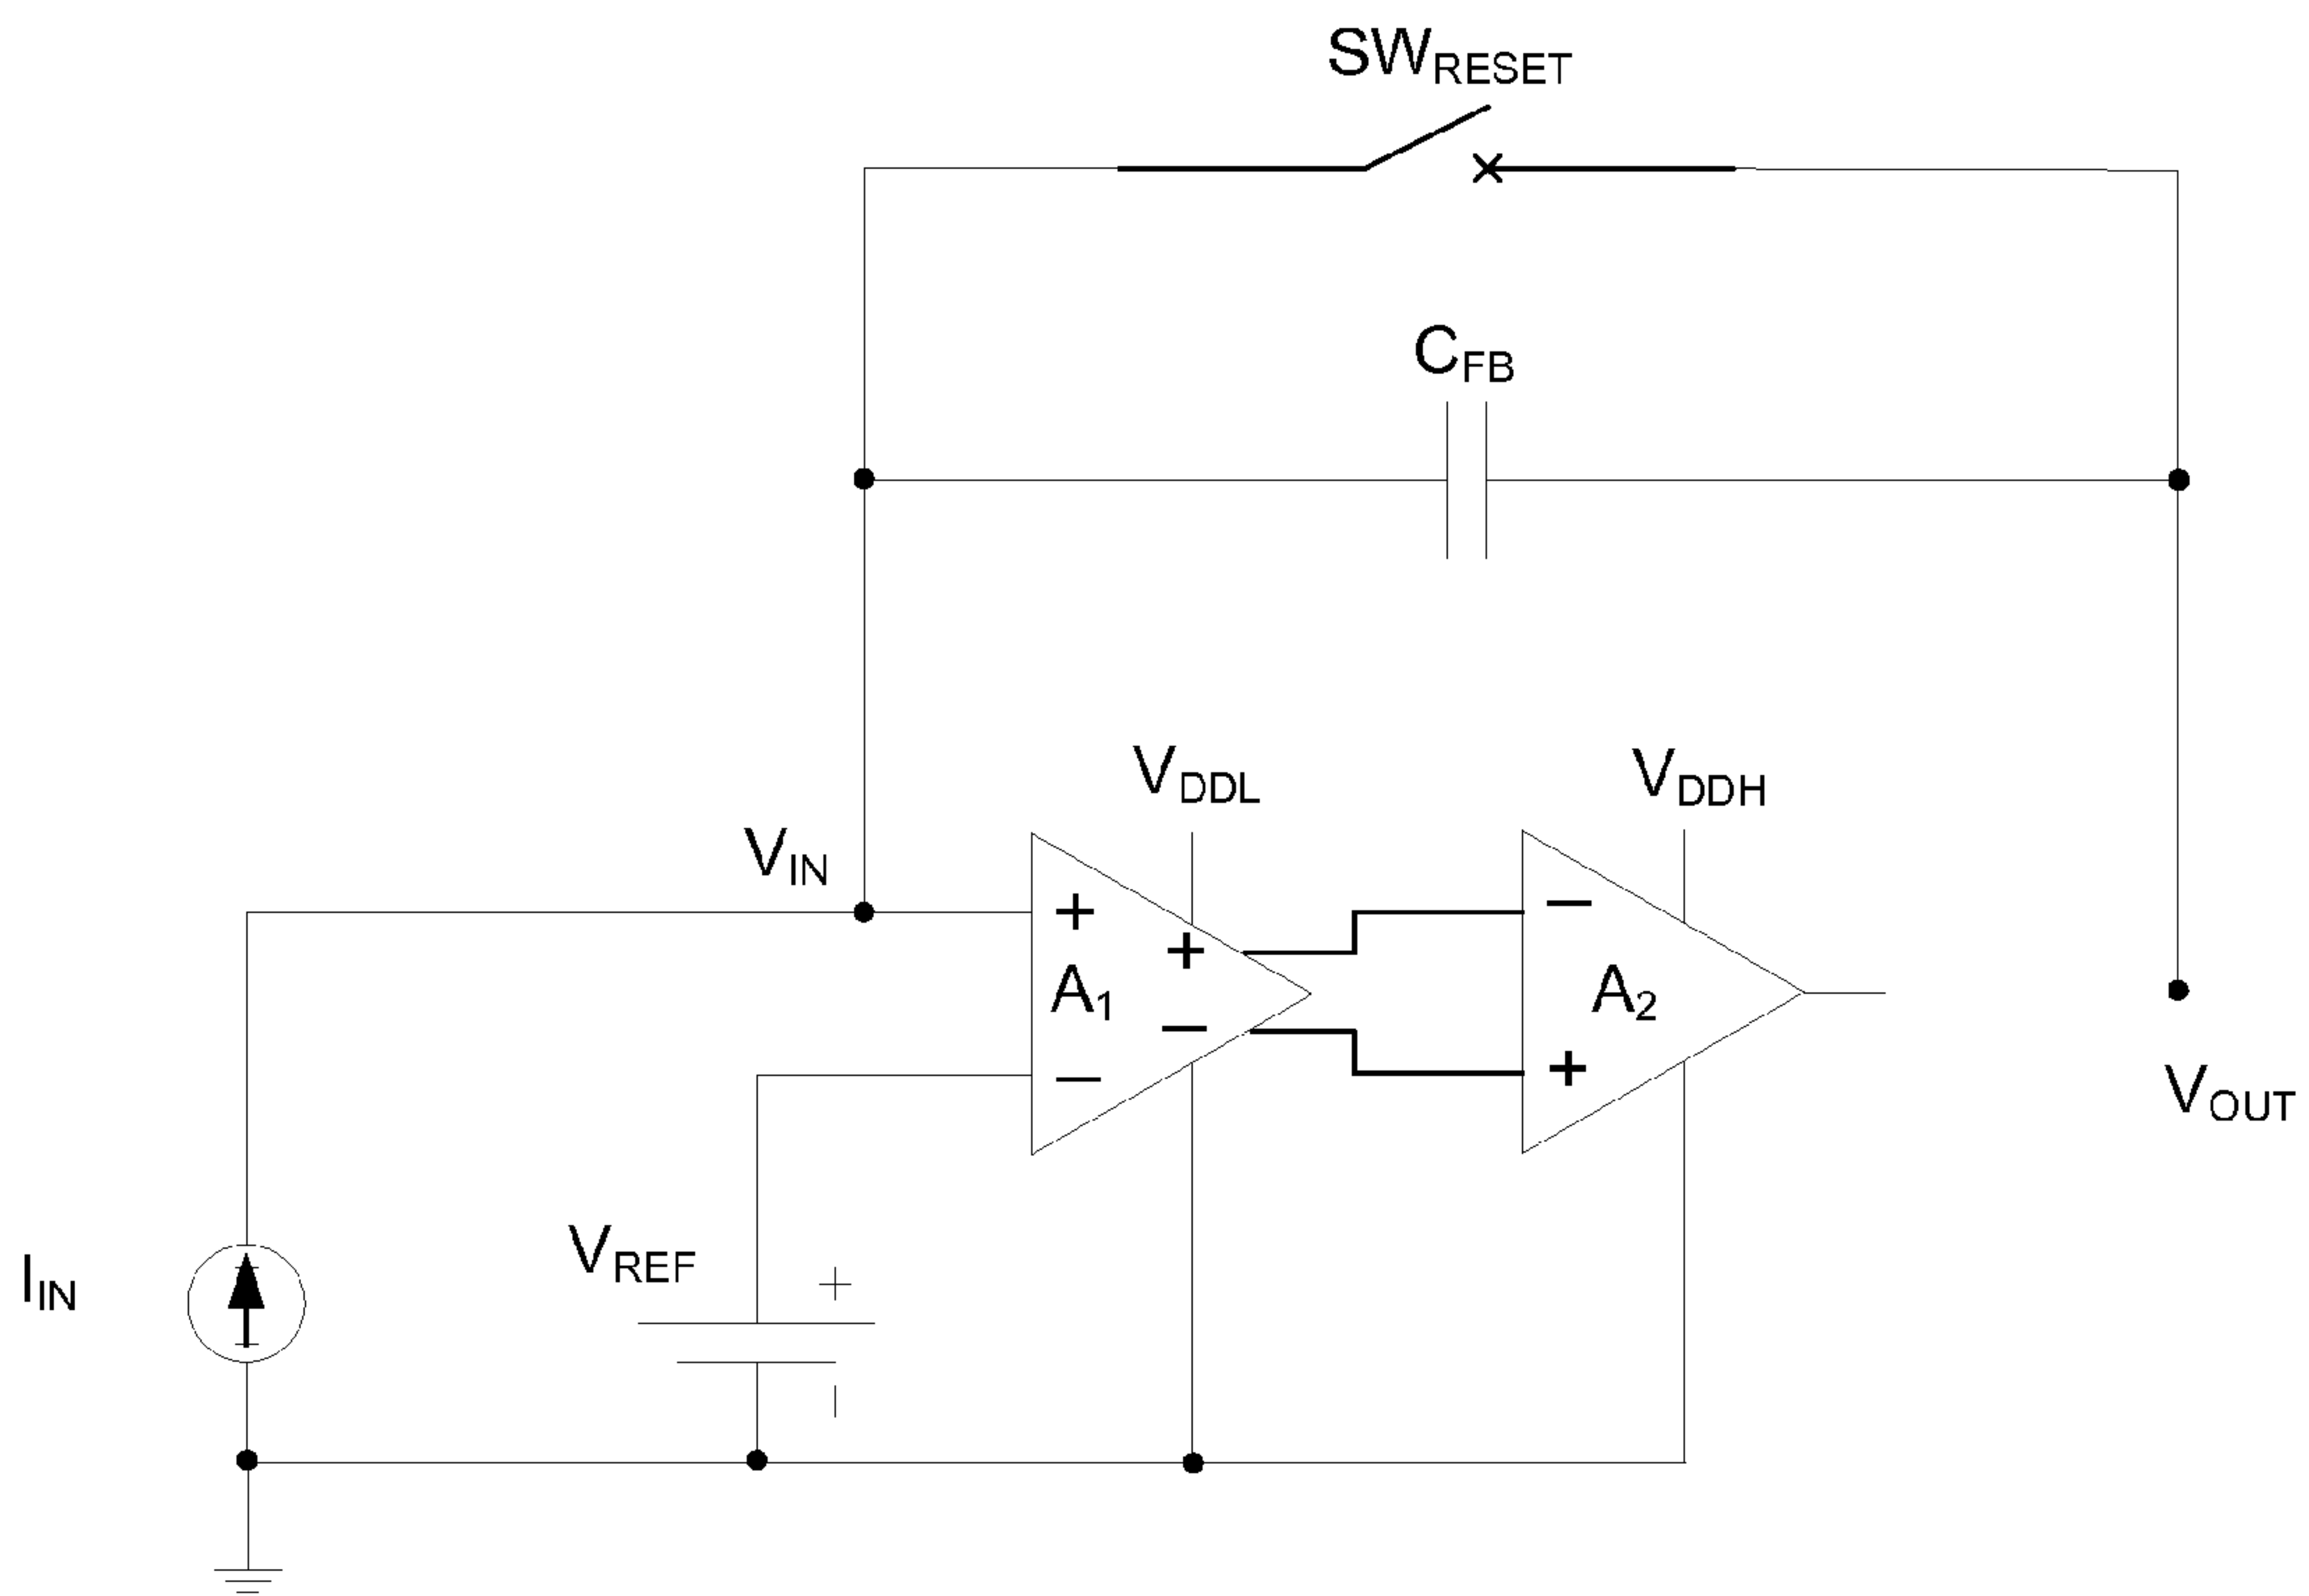 SWRESET
CFB
VDDL
VDDH
VIN
+
+
−
A1
A2
−
−
+
VOUT
VREF
+
−
IIN